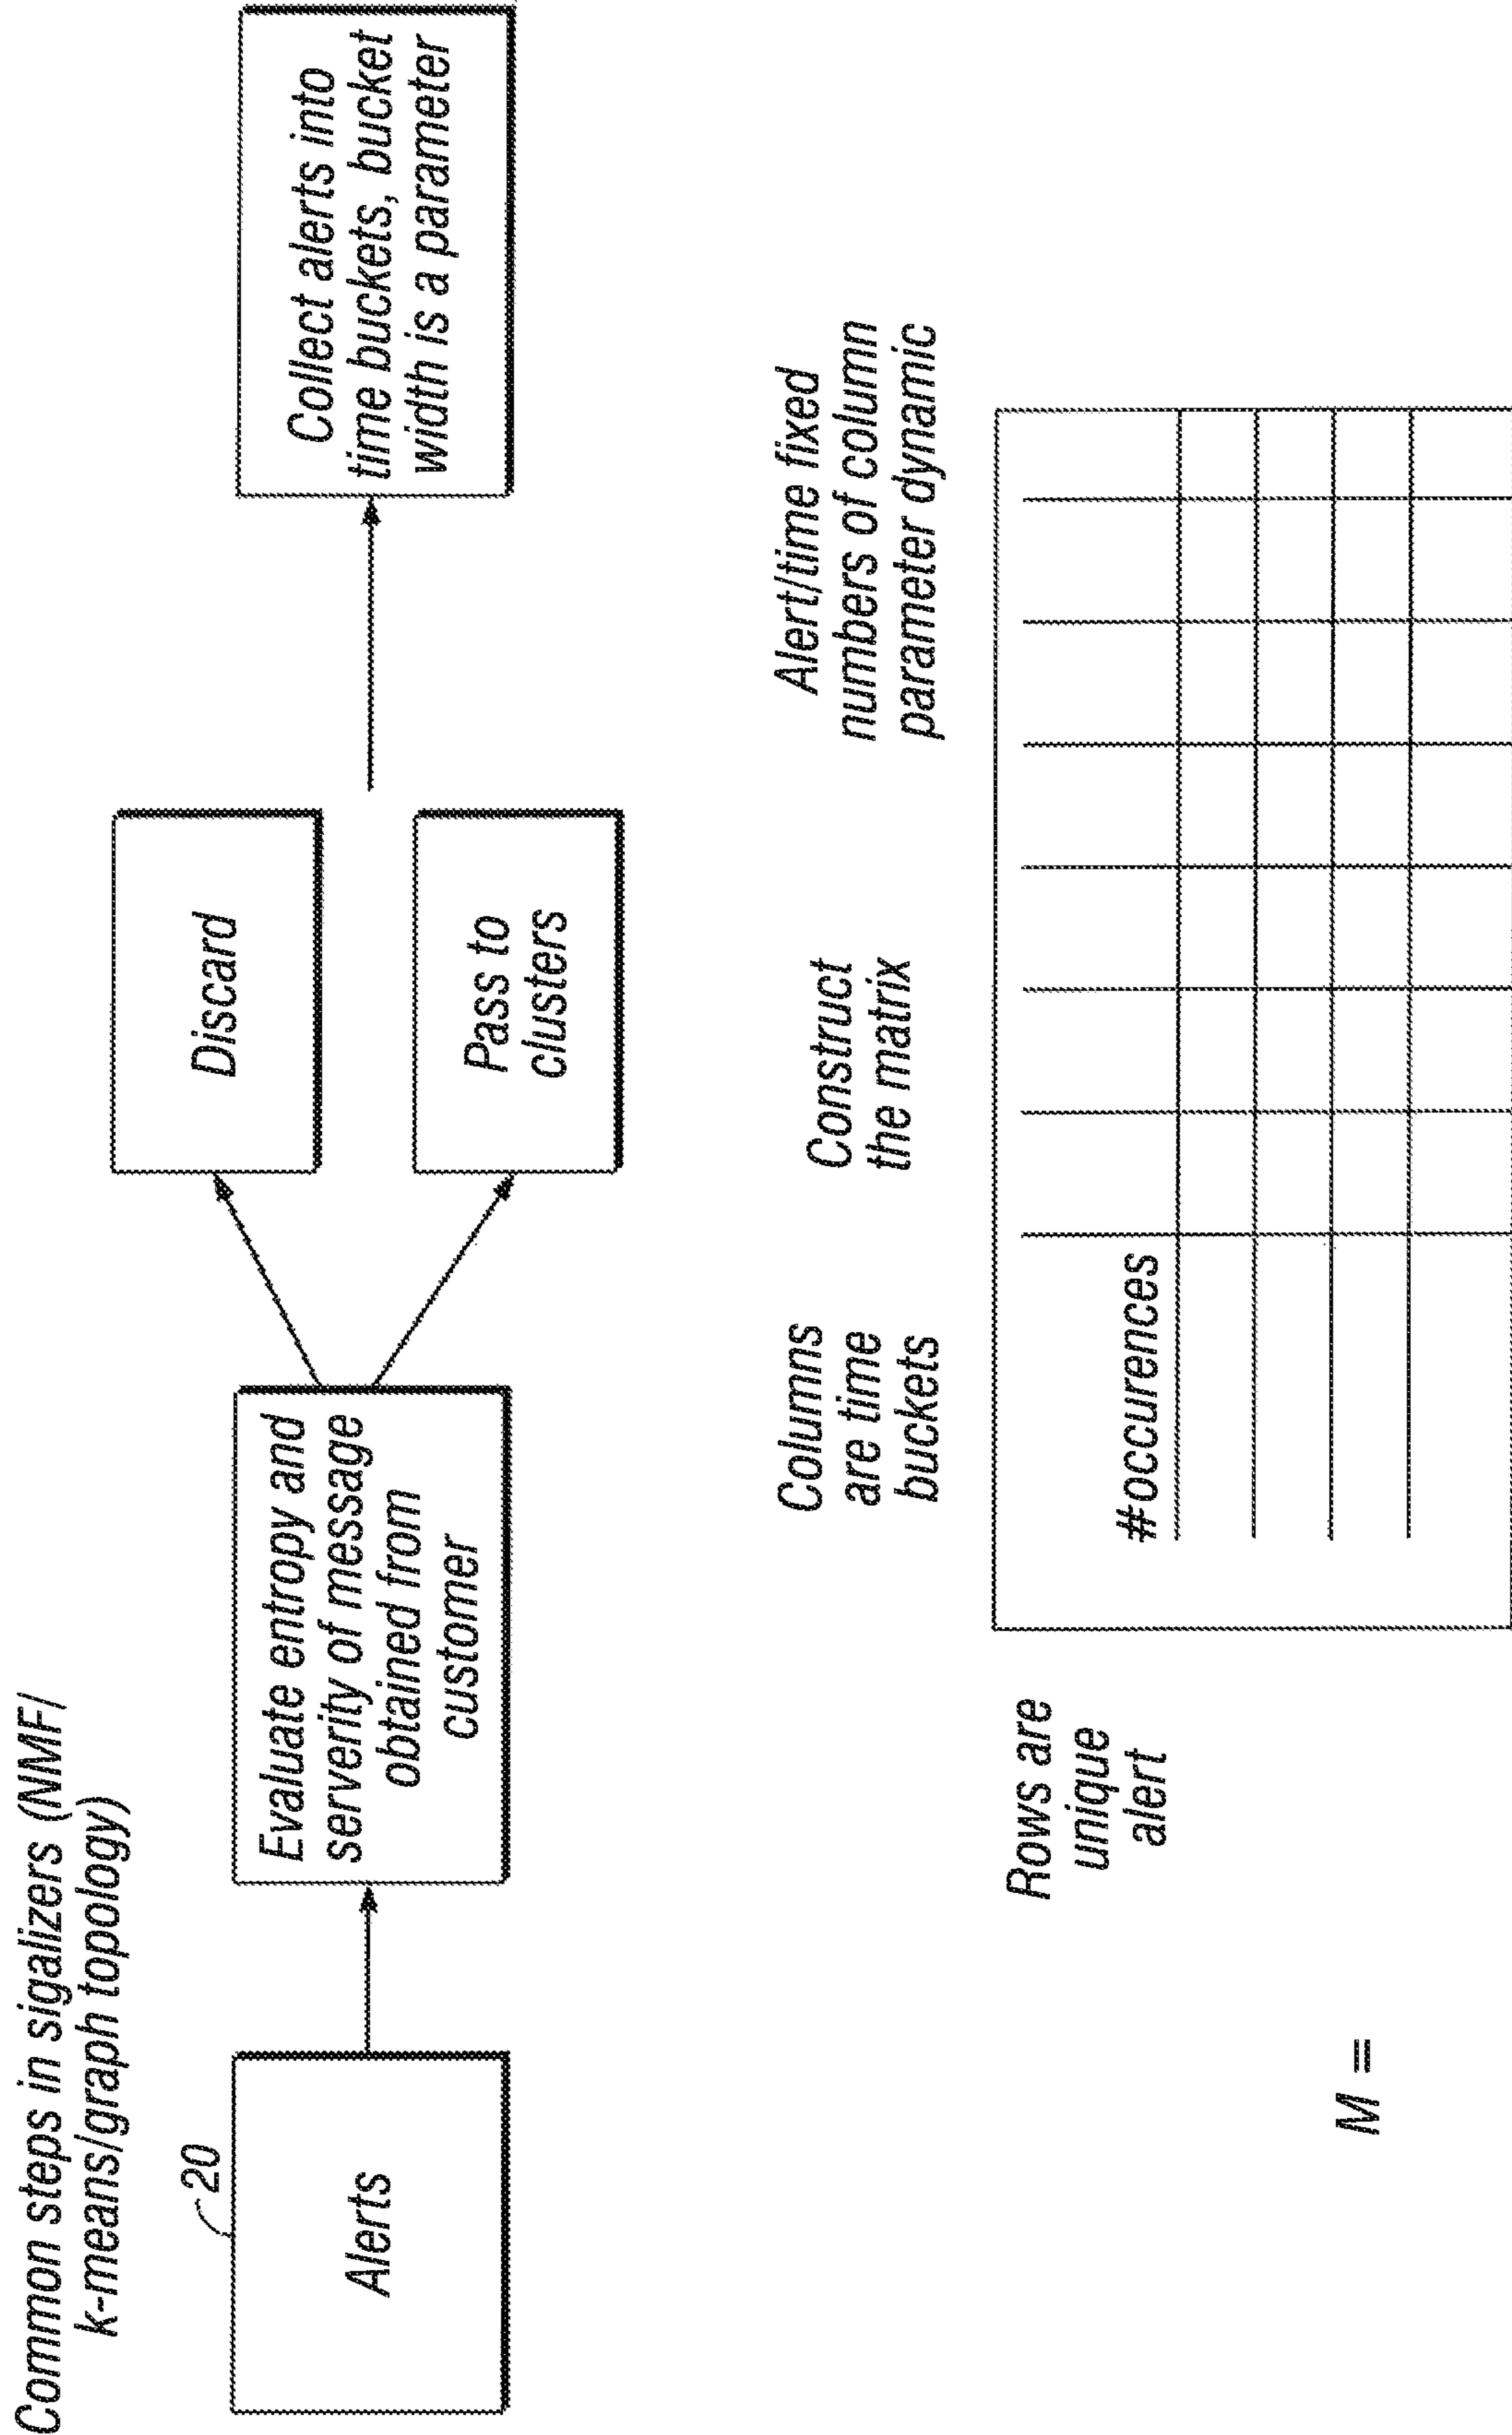 Common steps in sigalizers (NMF/
k-means/graph topology)
20
Alerts
Evaluate entropy and
serverity of message
obtained from
customer
Discard
Pass to
clusters
Collect alerts into
time buckets, bucket
width is a parameter
Columns
are time
buckets
Construct
the matrix
Alert/time fixed
numbers of column
parameter dynamic
Rows are
unique
alert
#occurences
M =